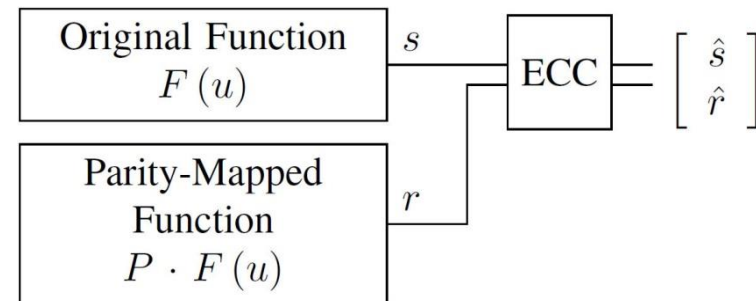 Original Function
F (u)
s
ECC
ŝ
r̂
Parity-Mapped
Function
P · F (u)
r